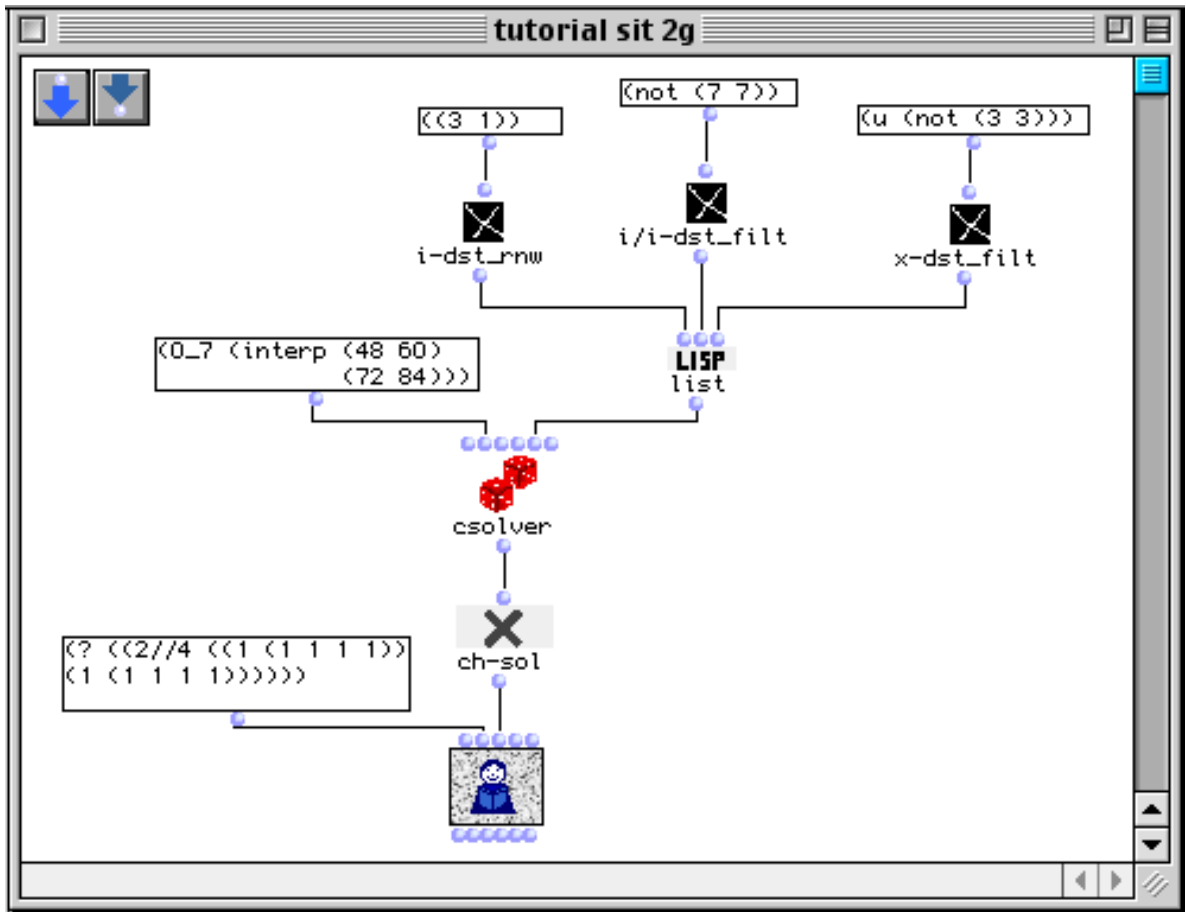 tutorial sit 2g
(not (7 7))
((3 1))
(u (not (3 3)))
i-dst_rnw
i/i-dst_filt
x-dst_filt
(0_7 (interp (48 60)
(72 84)))
LISP
list
csolver
ch-sol
(? ((2//4 ((1 (1 1 1 1))
(1 (1 1 1 1))))))